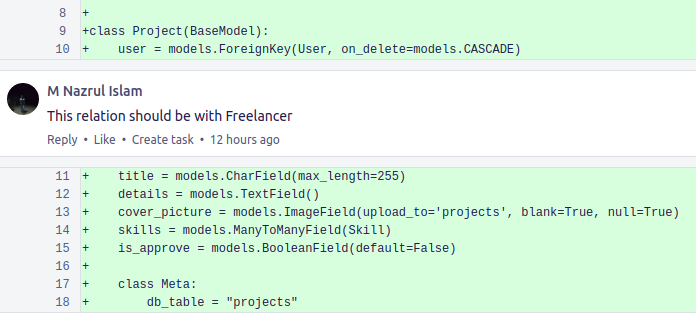 8 +
9 +class Project(BaseModel):
10 +    user = models.ForeignKey(User, on_delete=models.CASCADE)
M Nazrul Islam
This relation should be with Freelancer
Reply • Like • Create task • 12 hours ago
11 +    title = models.CharField(max_length=255)
12 +    details = models.TextField()
13 +    cover_picture = models.ImageField(upload_to='projects', blank=True, null=True)
14 +    skills = models.ManyToManyField(Skill)
15 +    is_approve = models.BooleanField(default=False)
16 +
17 +    class Meta:
18 +        db_table = "projects"